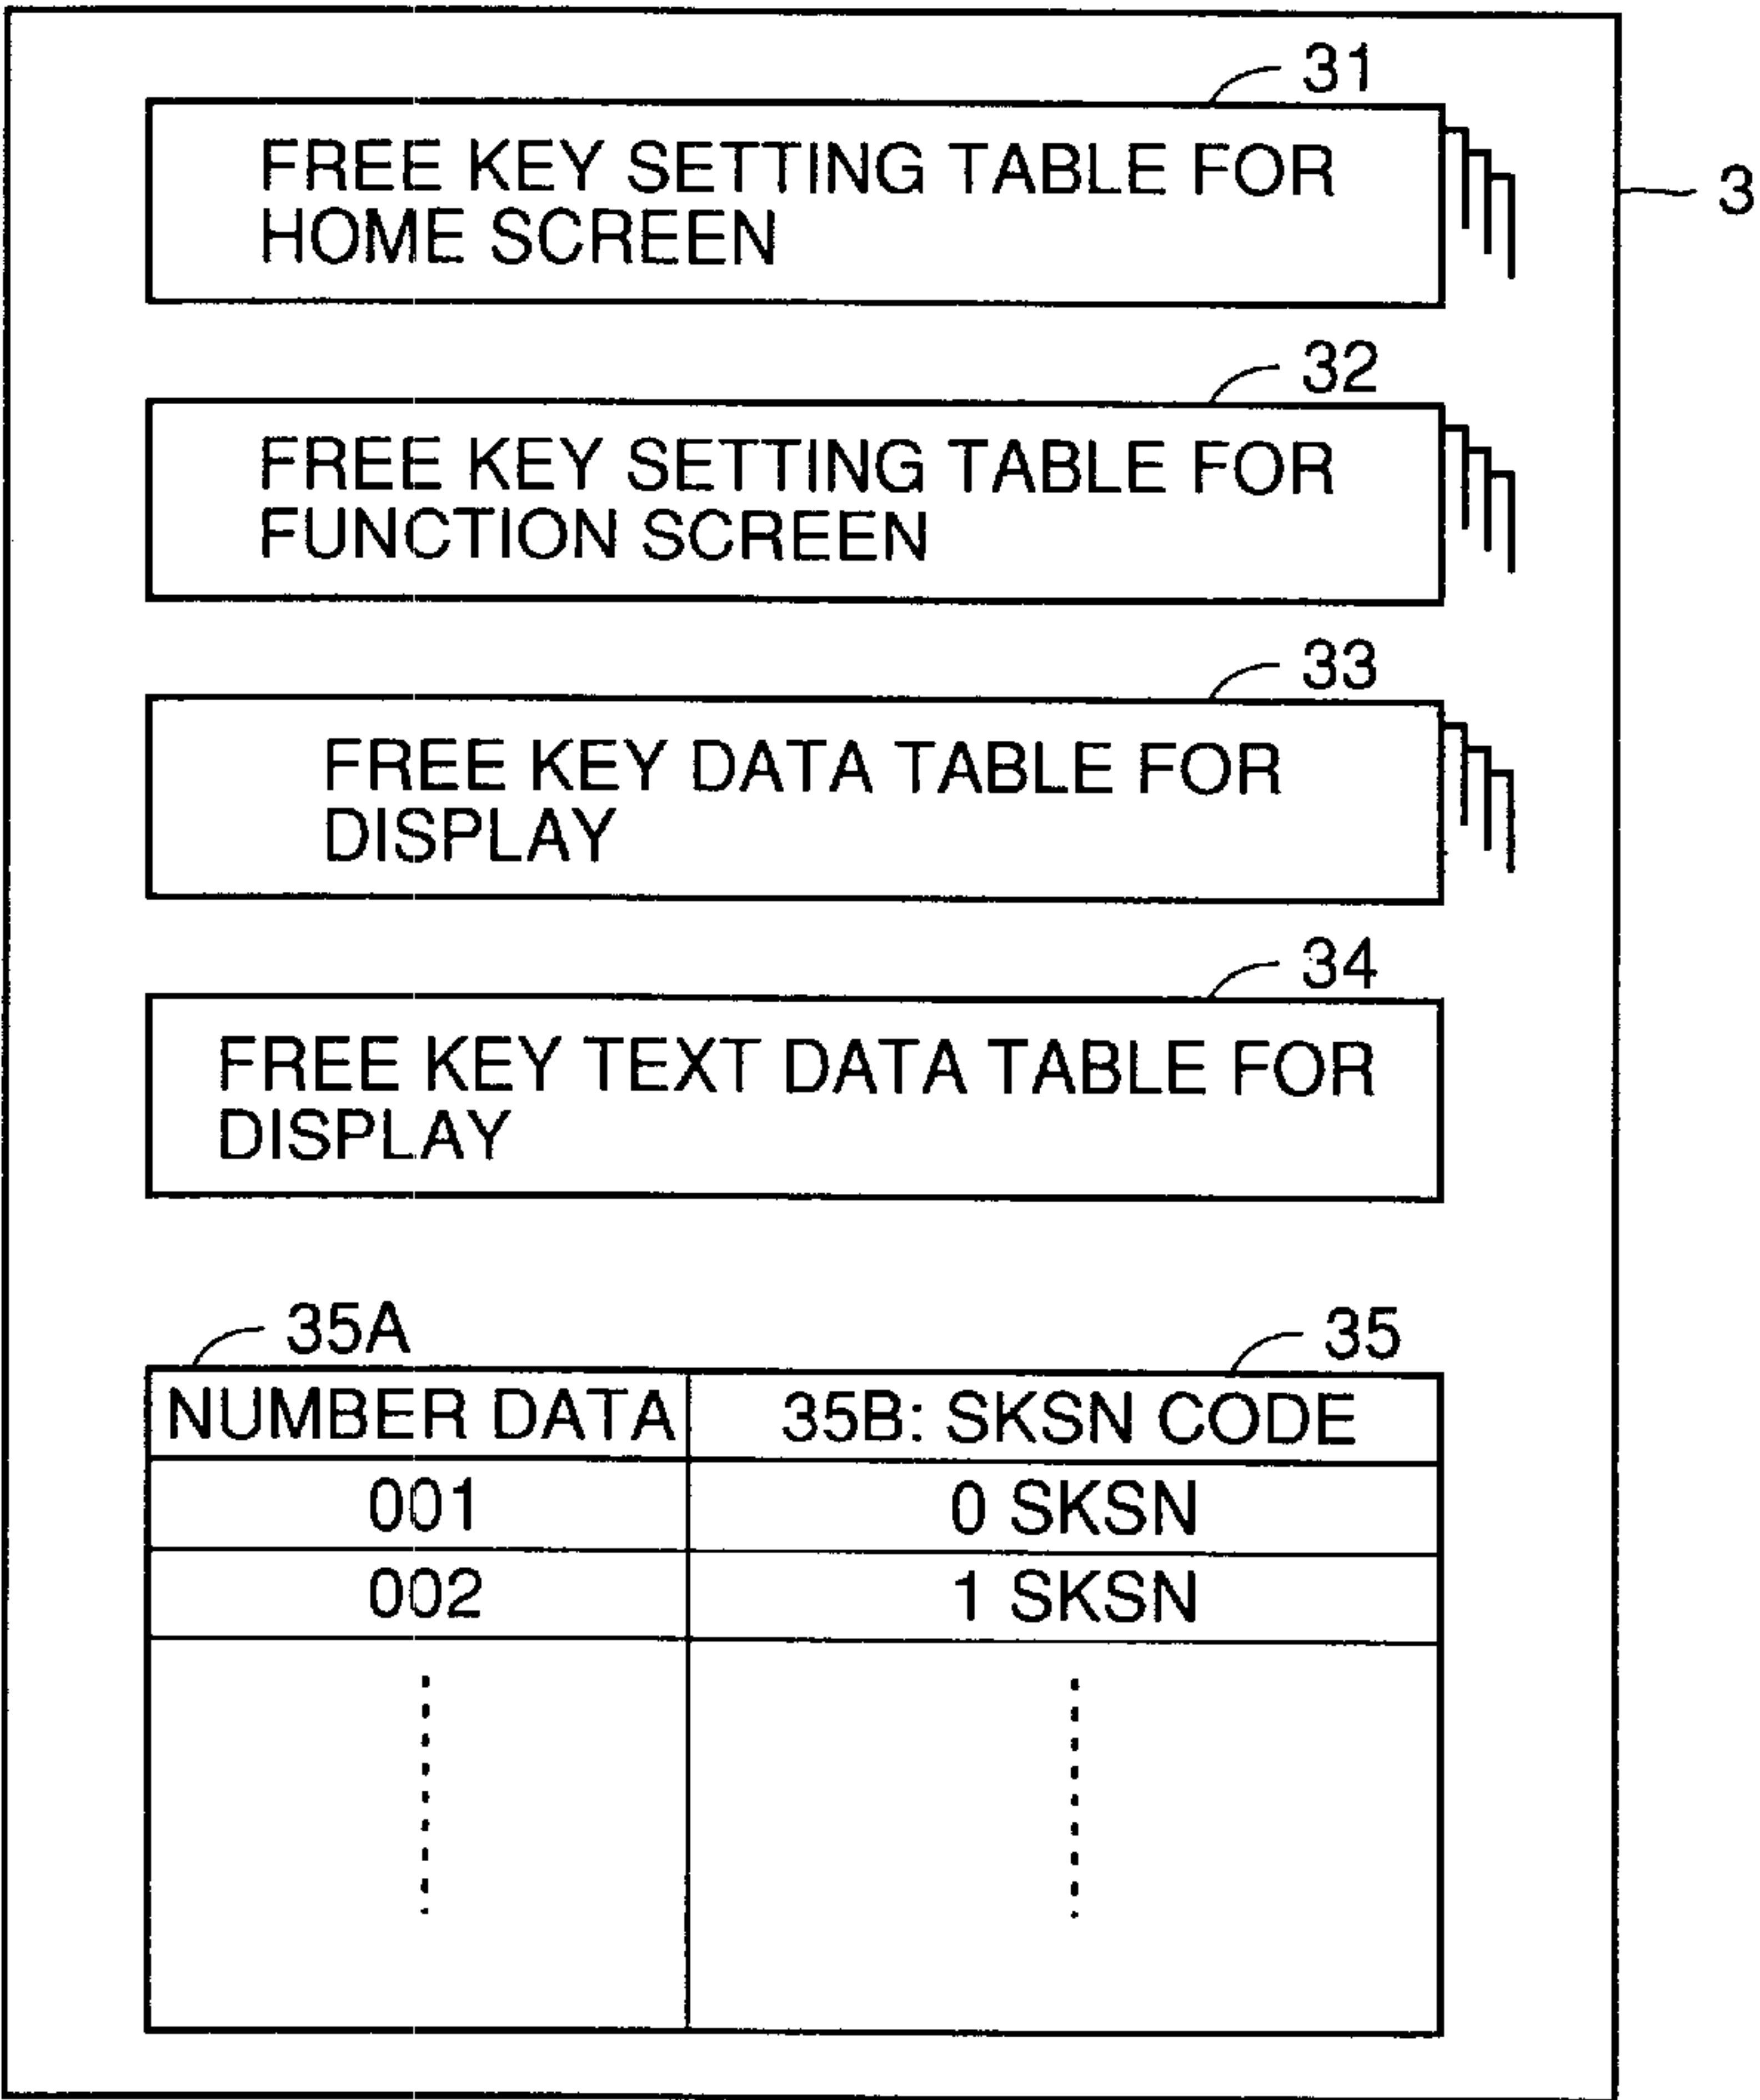 31
FREE KEY SETTING TABLE FOR
HOME SCREEN
3
32
FREE KEY SETTING TABLE FOR
FUNCTION SCREEN
33
FREE KEY DATA TABLE FOR
DISPLAY
34
FREE KEY TEXT DATA TABLE FOR
DISPLAY
35A 35
NUMBER DATA 35B: SKSN CODE
001 0 SKSN
002 1 SKSN